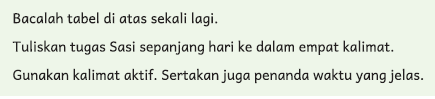 Bacalah tabel di atas sekali lagi.
Tuliskan tugas Sasi sepanjang hari ke dalam empat kalimat.
Gunakan kalimat aktif. Sertakan juga penanda waktu yang jelas.